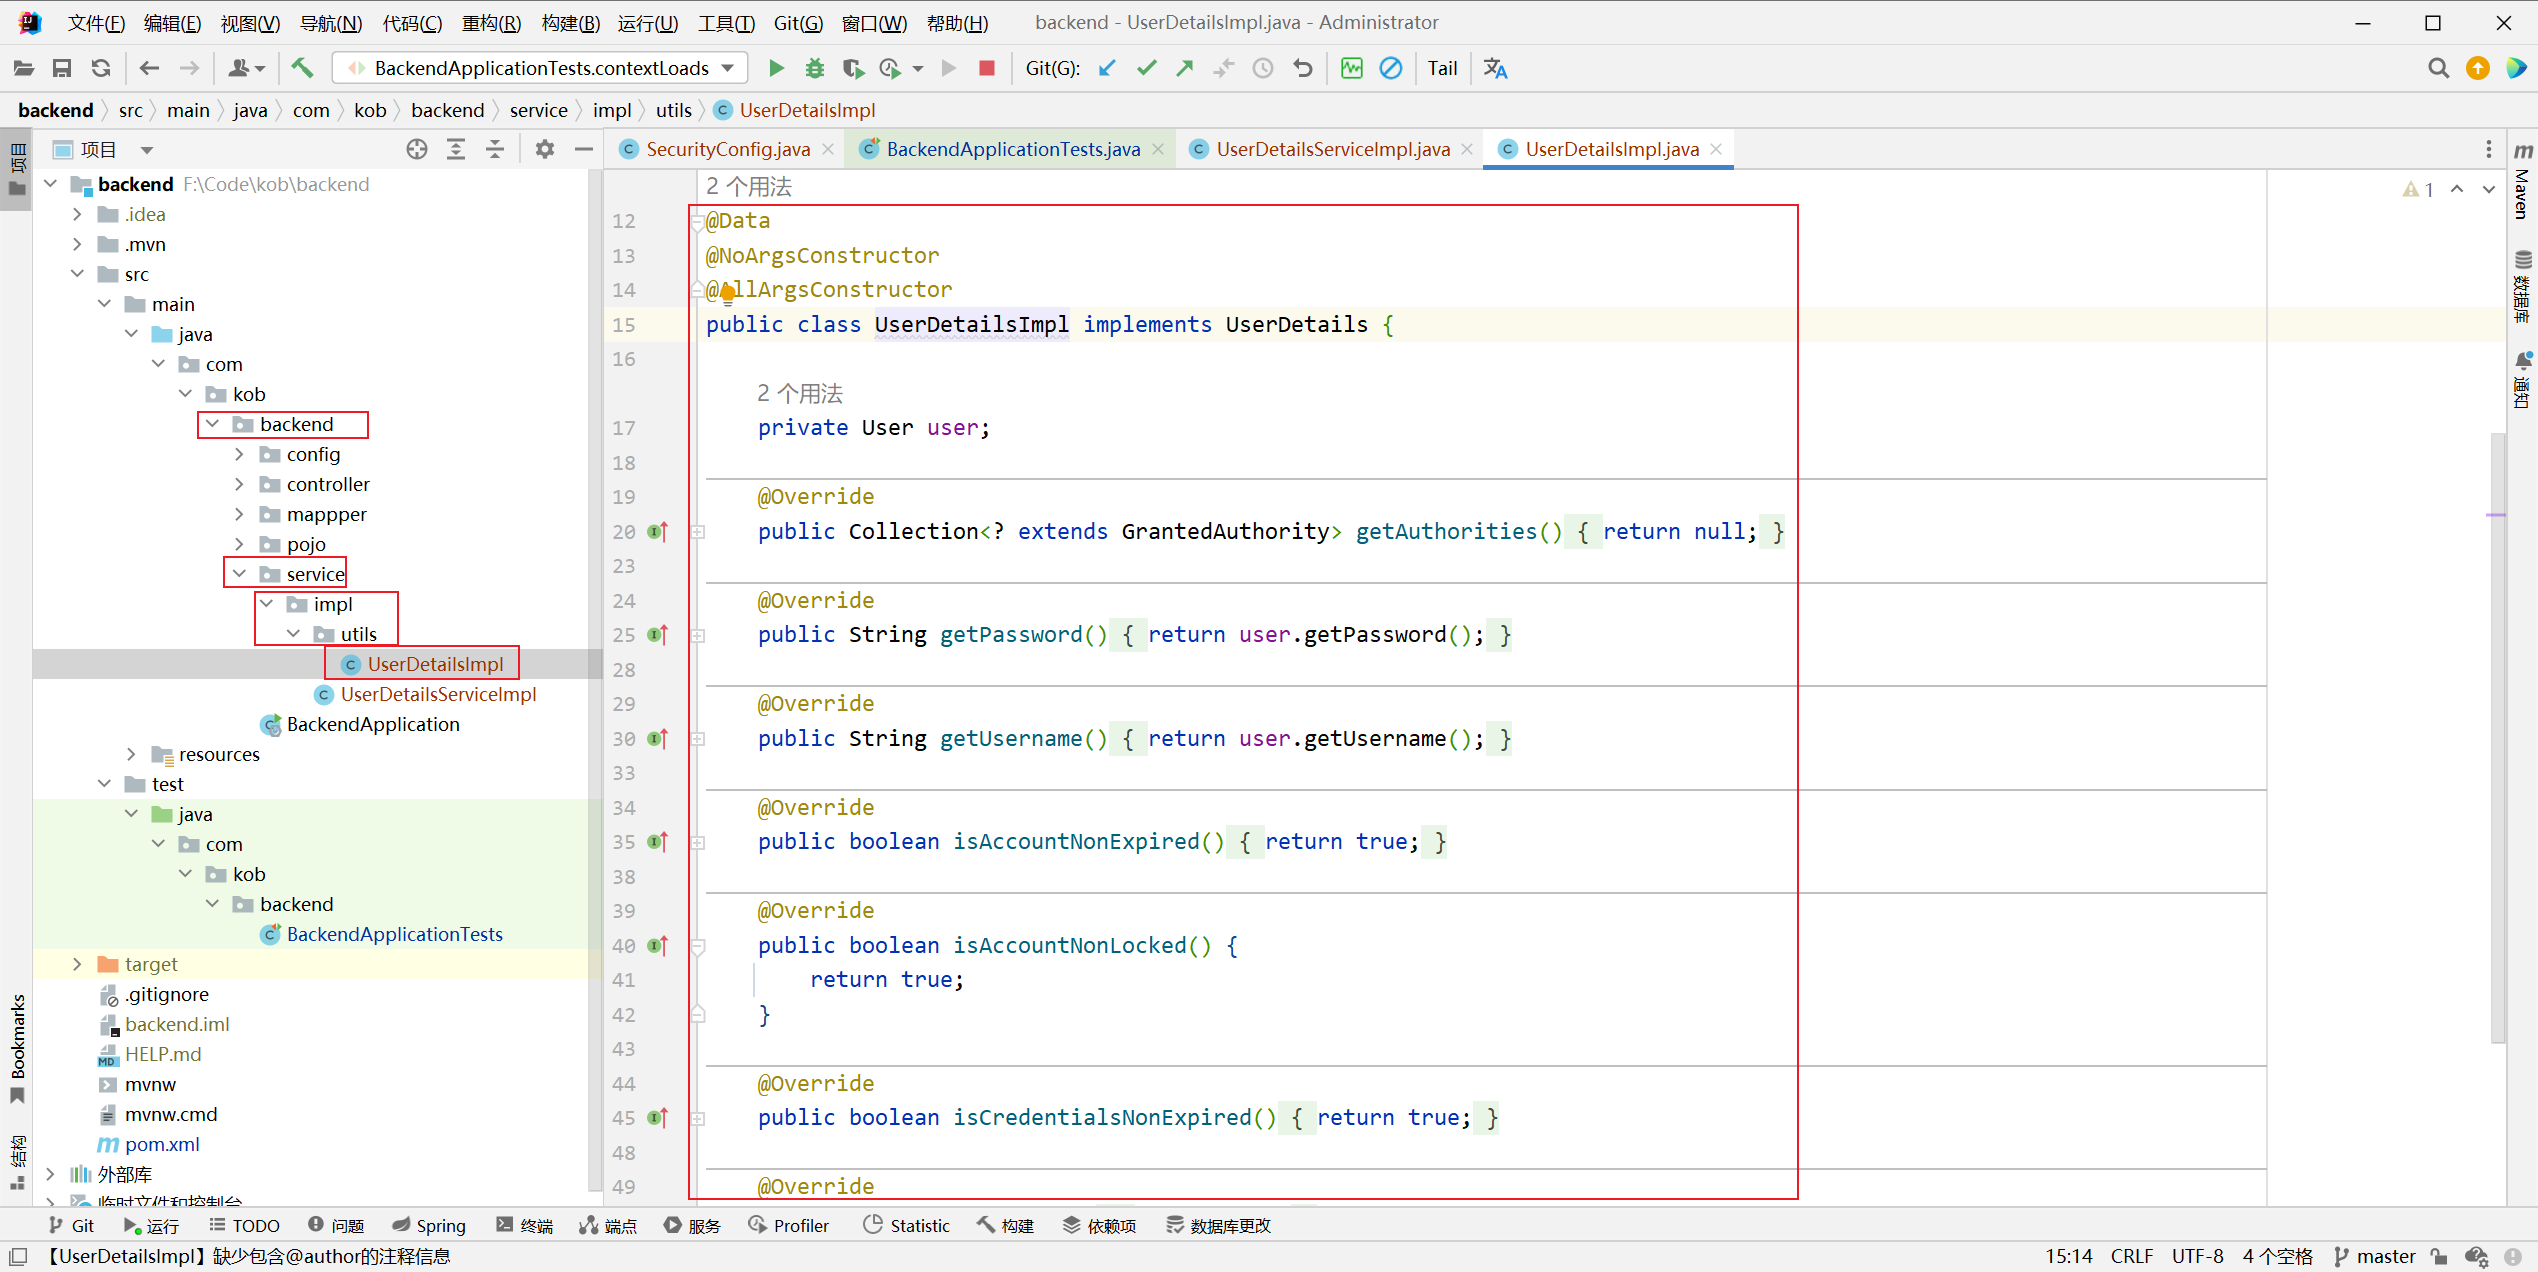 文件(F) 编辑(E) 视图(V) 导航(N) 代码(C) 重构(R) 构建(B) 运行(U) 工具(T) Git(G) 窗口(W) 帮助(H) backend - UserDetailsImpl.java - Administrator
BackendApplicationTests.contextLoads Git(G): Tail
backend src main java com kob backend service impl utils UserDetailsImpl
项目
SecurityConfig.java BackendApplicationTests.java UserDetailsServiceImpl.java UserDetailsImpl.java
项目
backend F:\Code\kob\backend
.idea
.mvn
src
main
java
com
kob
backend
config
controller
mappper
pojo
service
impl
utils
UserDetailsImpl
UserDetailsServiceImpl
BackendApplication
resources
test
java
com
kob
backend
BackendApplicationTests
target
.gitignore
backend.iml
HELP.md
mvnw
mvnw.cmd
pom.xml
外部库
临时文件和控制台
Bookmarks
结构
2 个用法
1
12 @Data
13 @NoArgsConstructor
14 @AllArgsConstructor
15 public class UserDetailsImpl implements UserDetails {
16
2 个用法
17 private User user;
18
19 @Override
20 public Collection<? extends GrantedAuthority> getAuthorities() { return null; }
23
24 @Override
25 public String getPassword() { return user.getPassword(); }
28
29 @Override
30 public String getUsername() { return user.getUsername(); }
33
34 @Override
35 public boolean isAccountNonExpired() { return true; }
38
39 @Override
40 public boolean isAccountNonLocked() {
41 return true;
42 }
43
44 @Override
45 public boolean isCredentialsNonExpired() { return true; }
48
49 @Override
Maven
数据库
通知
Git 运行 TODO 问题 Spring 终端 端点 服务 Profiler Statistic 构建 依赖项 数据库更改
【UserDetailsImpl】缺少包含@author的注释信息 15:14 CRLF UTF-8 4 个空格 master